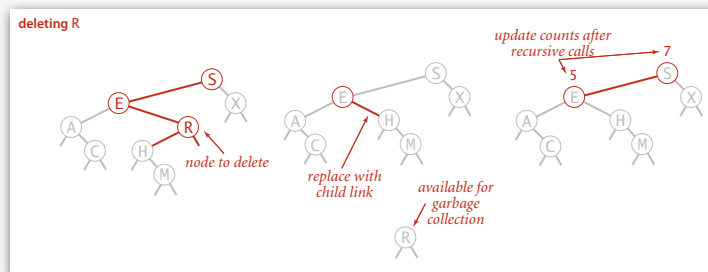 deleting R
S
E
X
A
R
C
H
M
node to delete
S
E
X
A
H
C
M
replace with
child link
available for
garbage
collection
R
update counts after
recursive calls
7
5
S
E
X
A
H
C
M